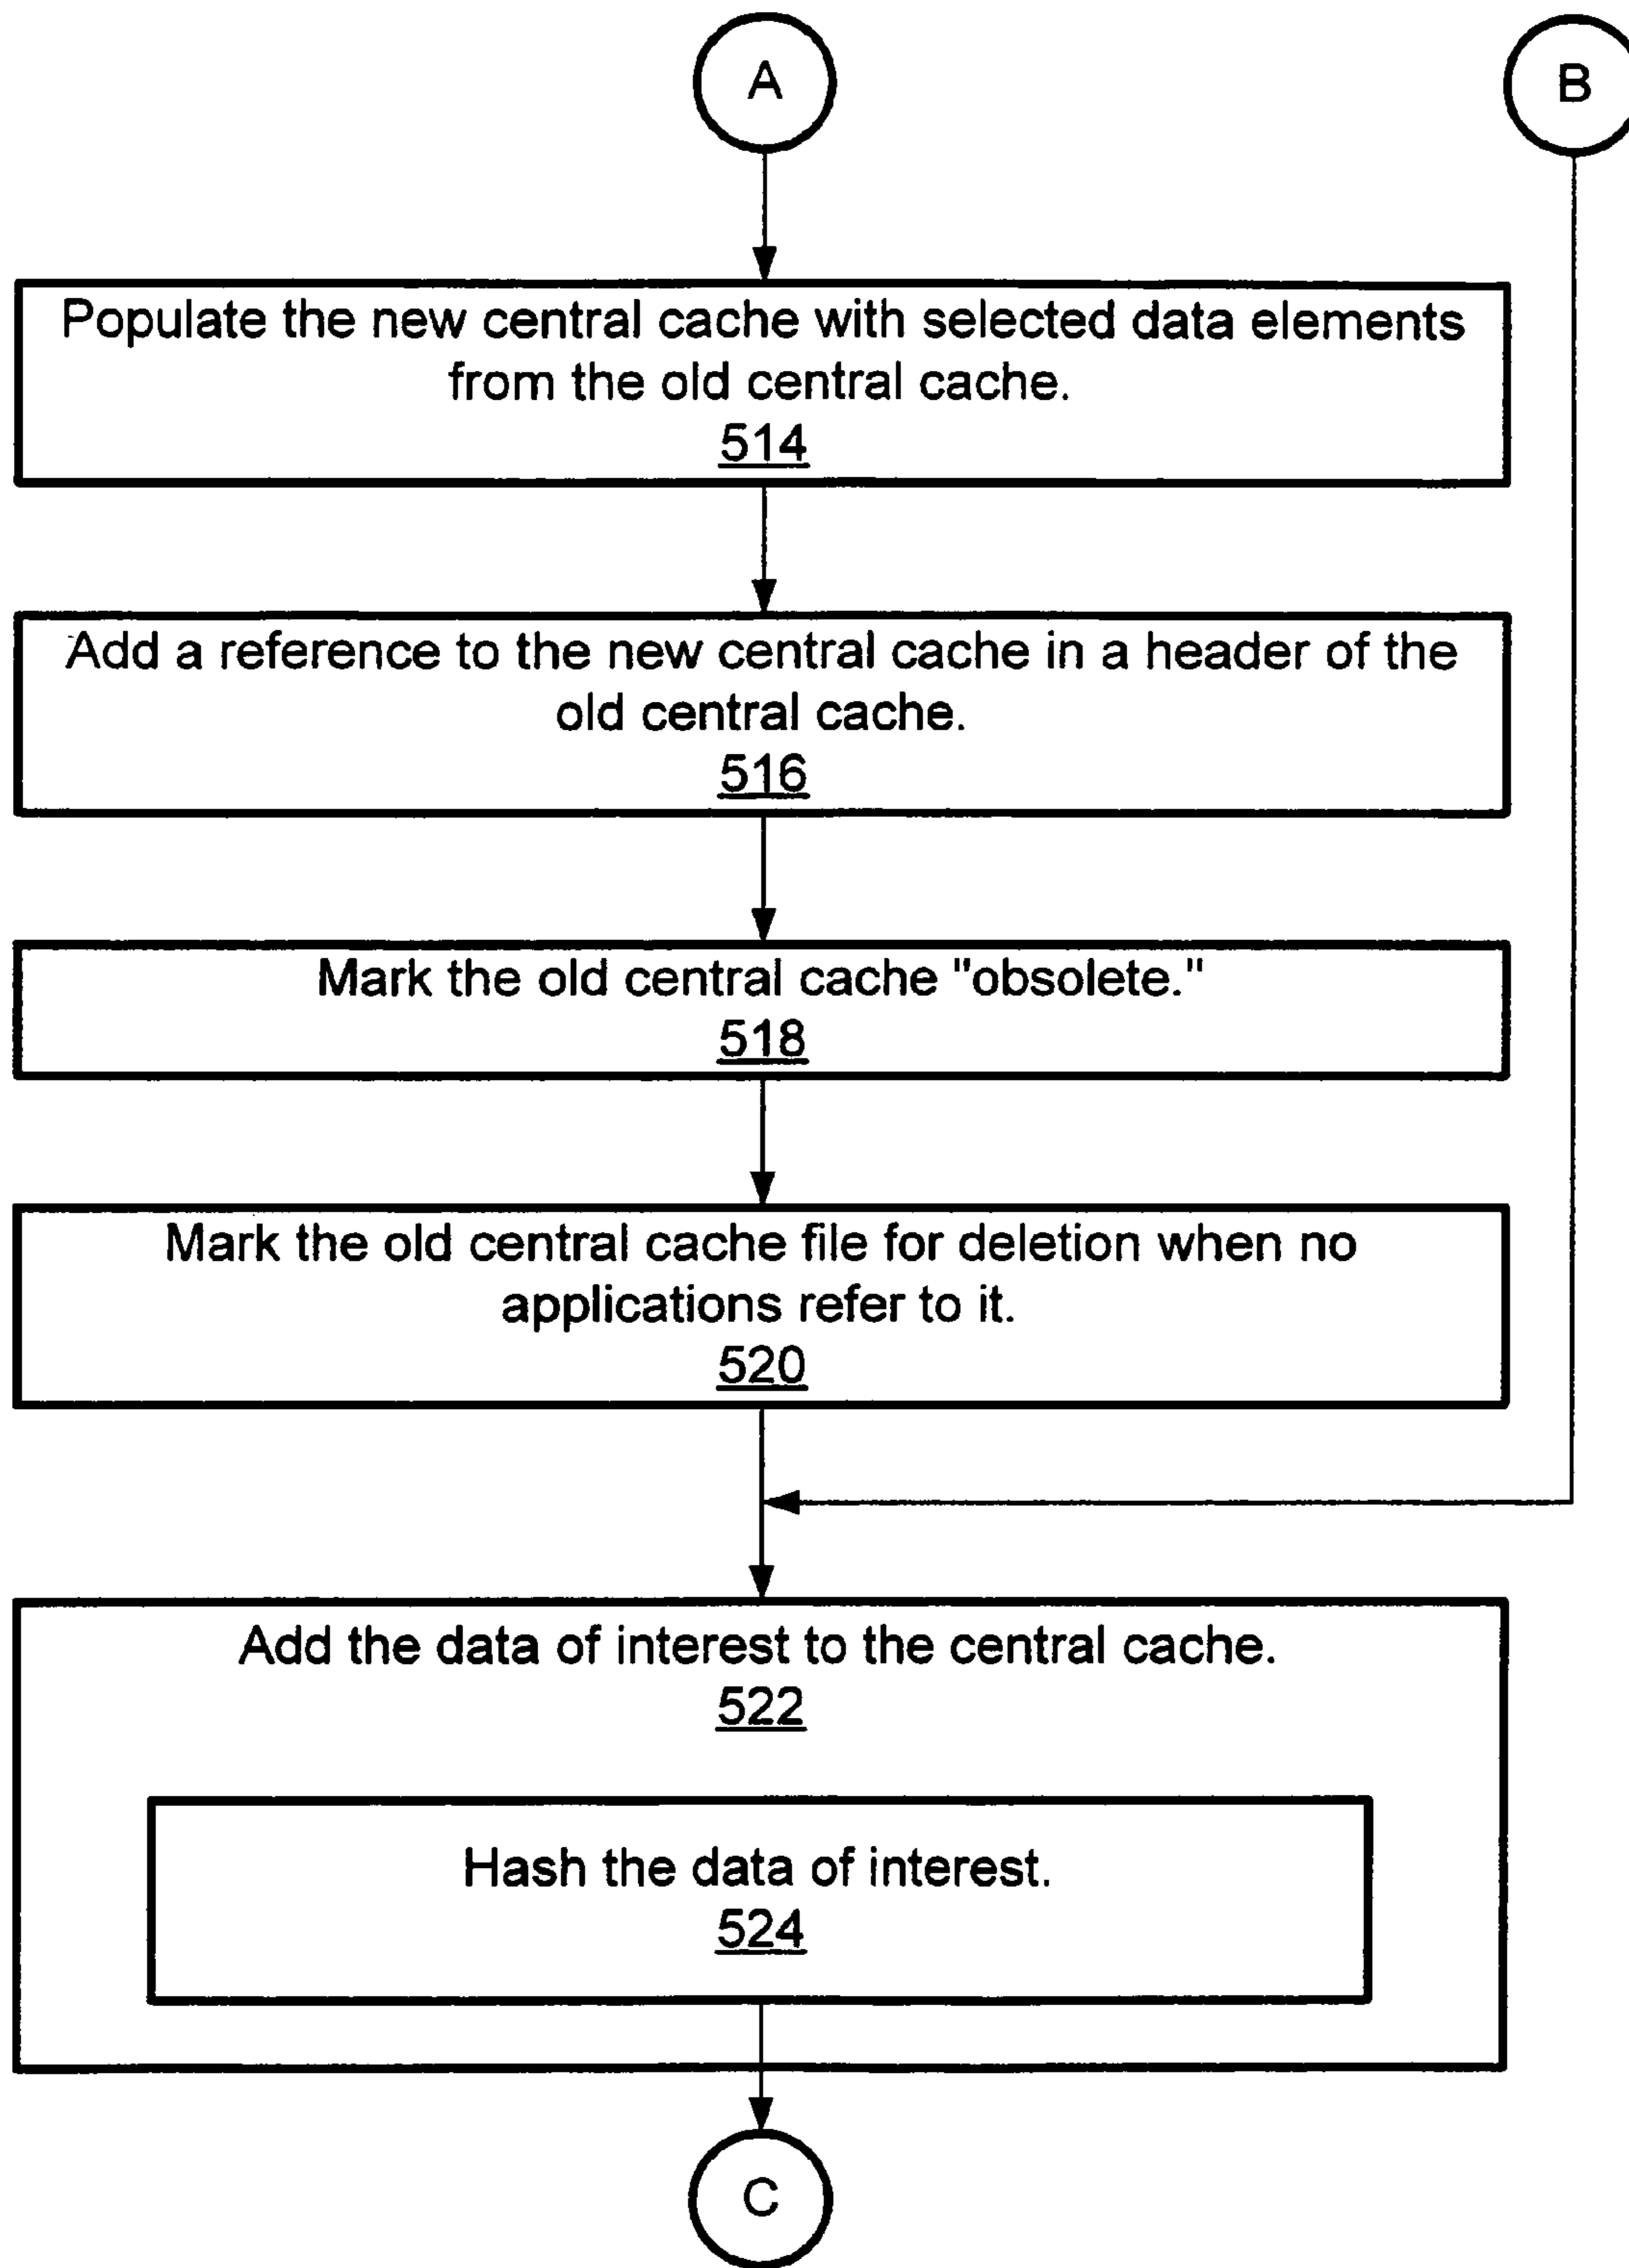 A
B
Populate the new central cache with selected data elements
from the old central cache.
514
Add a reference to the new central cache in a header of the
old central cache.
516
Mark the old central cache "obsolete."
518
Mark the old central cache file for deletion when no
applications refer to it.
520
Add the data of interest to the central cache.
522
Hash the data of interest.
524
C